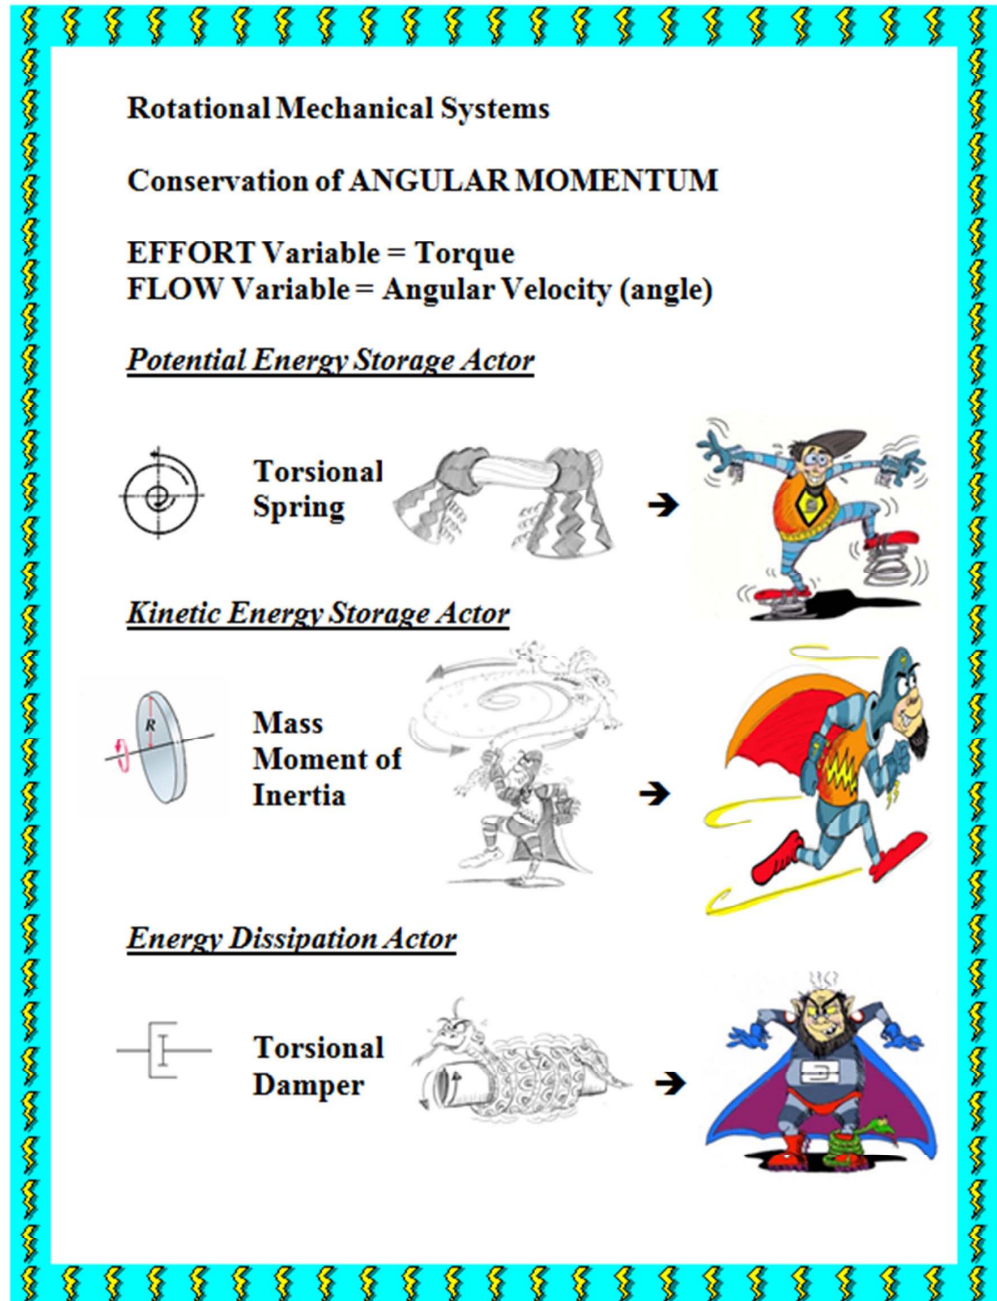 Rotational Mechanical Systems
Conservation of ANGULAR MOMENTUM
EFFORT Variable = Torque
FLOW Variable = Angular Velocity (angle)
Potential Energy Storage Actor
Torsional
Spring
Kinetic Energy Storage Actor
R
Mass
Moment of
Inertia
Energy Dissipation Actor
Torsional
Damper